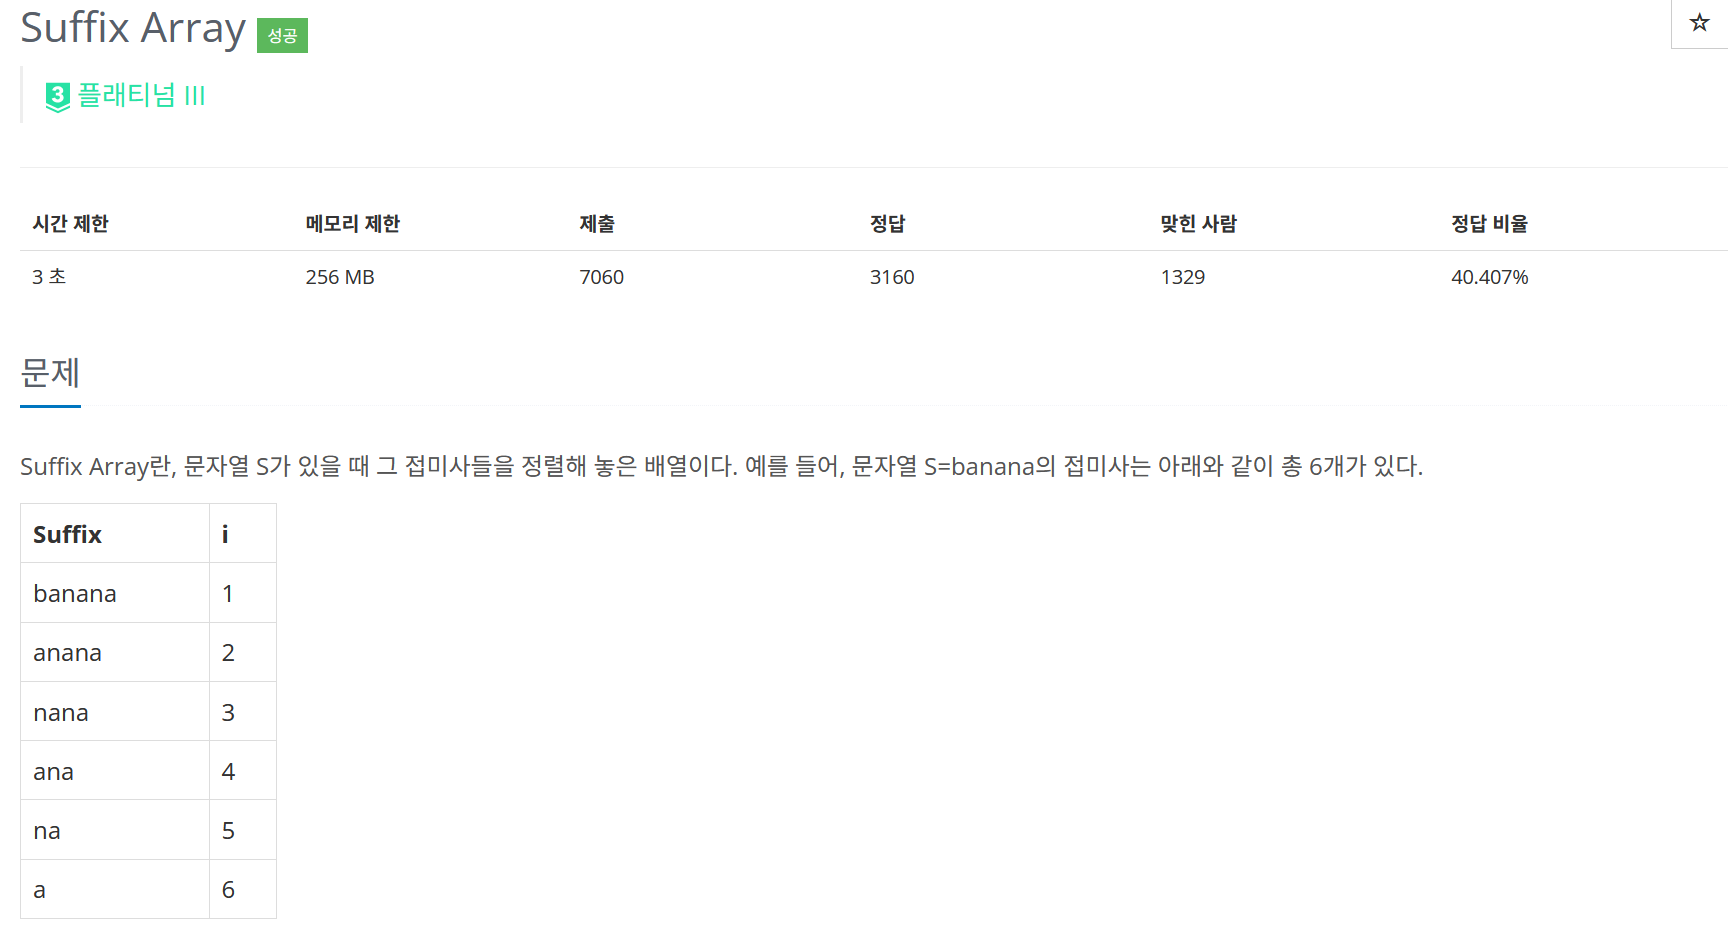 Suffix Array 성공
3 플래티넘 III
시간 제한 메모리 제한 제출 정답 맞힌 사람 정답 비율
3 초 256 MB 7060 3160 1329 40.407%
문제
Suffix Array란, 문자열 S가 있을 때 그 접미사들을 정렬해 놓은 배열이다. 예를 들어, 문자열 S=banana의 접미사는 아래와 같이 총 6개가 있다.
Suffix i
banana 1
anana 2
nana 3
ana 4
na 5
a 6